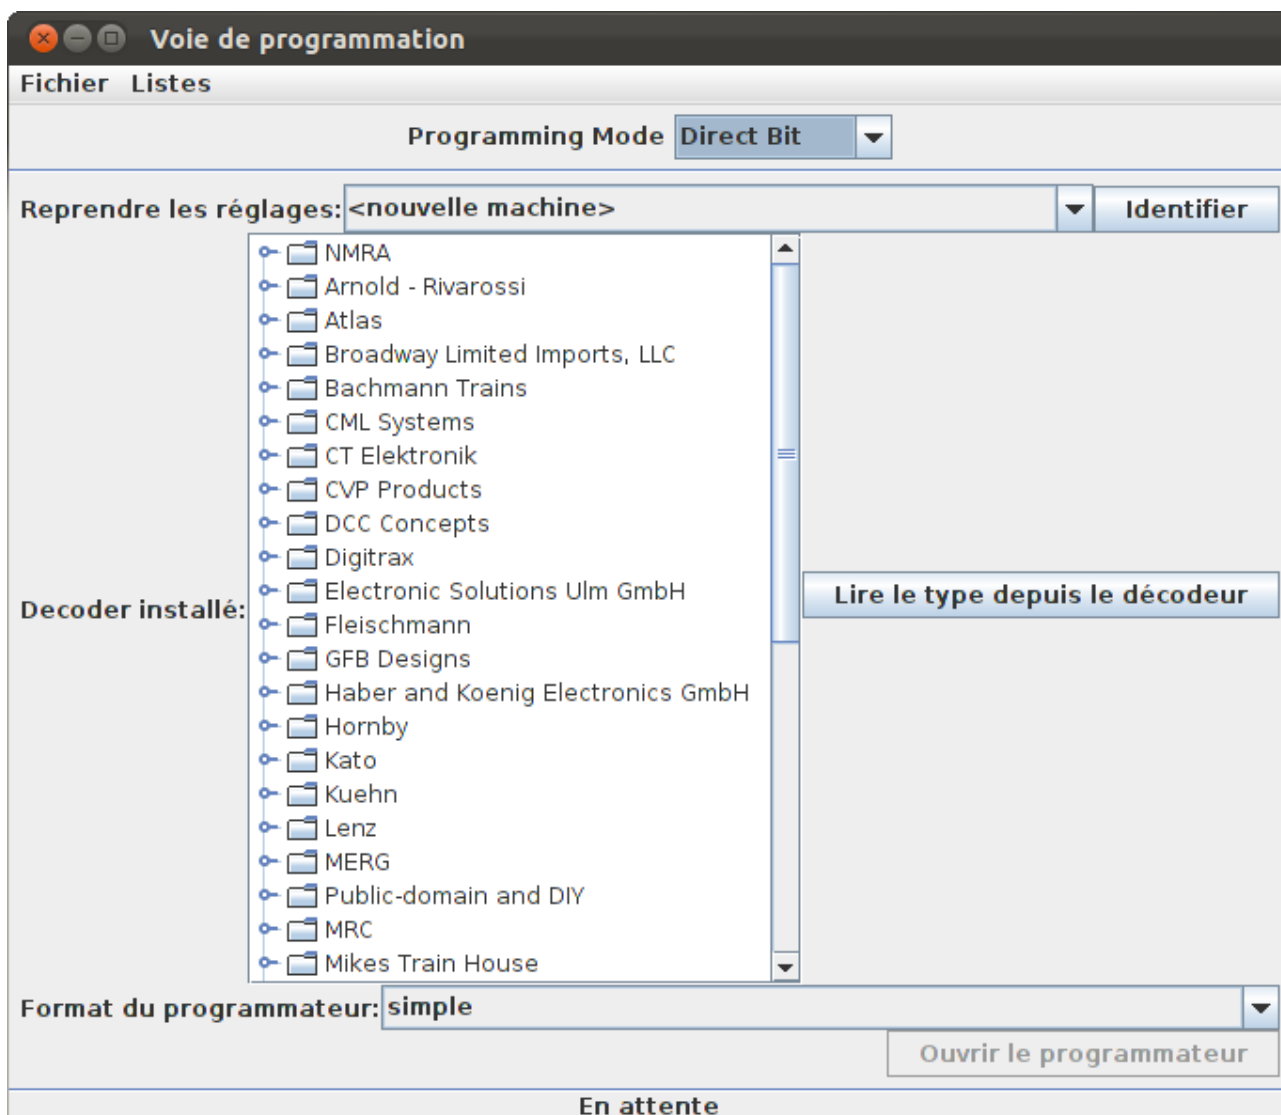 Voie de programmation
Fichier Listes
Programming Mode Direct Bit
Reprendre les réglages: <nouvelle machine> Identifier
NMRA
Arnold - Rivarossi
Atlas
Broadway Limited Imports, LLC
Bachmann Trains
CML Systems
CT Elektronik
CVP Products
DCC Concepts
Digitrax
Electronic Solutions Ulm GmbH
Decoder installé: Lire le type depuis le décodeur
Fleischmann
GFB Designs
Haber and Koenig Electronics GmbH
Hornby
Kato
Kuehn
Lenz
MERG
Public-domain and DIY
MRC
Mikes Train House
Format du programmateur: simple
Ouvrir le programmateur
En attente